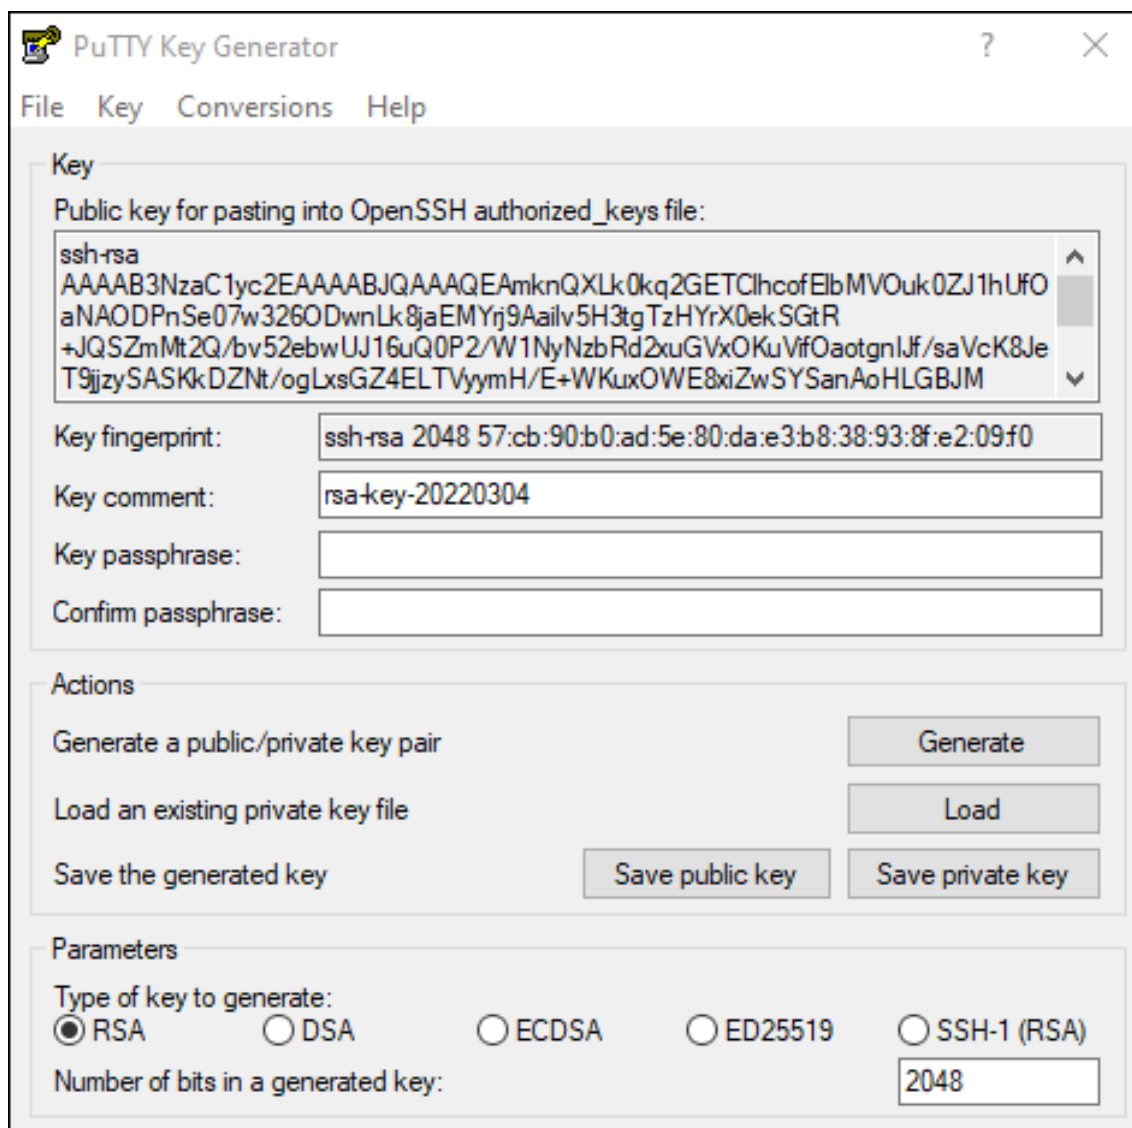 PuTTY Key Generator
?
File Key Conversions Help
Key
Public key for pasting into OpenSSH authorized_keys file:
ssh-rsa
AAAAB3NzaC1yc2EAAAABJQAAAQEAmknQXLk0kq2GETClhcofElbMVOuk0ZJ1hUfO
aNAODPnSe07w326ODwnLk8jaEMYrj9Aailv5H3tgTzHYrX0ekSGtR
+JQSZmMt2Q/bv52ebwUJ16uQ0P2/W1NyNzbRd2xuGVxOKuVifOaotgnIJf/saVcK8Je
T9jjzySASKkDZNt/ogLxsGZ4ELTVyymH/E+WKuxOWE8xiZwSYSanAoHLGBJM
Key fingerprint: ssh-rsa 2048 57:cb:90:b0:ad:5e:80:da:e3:b8:38:93:8f:e2:09:f0
Key comment: rsa-key-20220304
Key passphrase:
Confirm passphrase:
Actions
Generate a public/private key pair Generate
Load an existing private key file Load
Save the generated key Save public key Save private key
Parameters
Type of key to generate:
RSA DSA ECDSA ED25519 SSH-1 (RSA)
Number of bits in a generated key: 2048